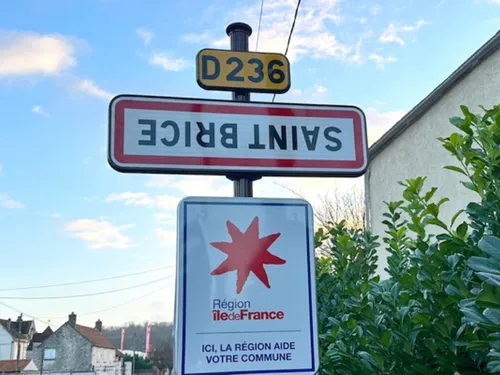 D236
SAINT BRICE
Région
îledeFrance
ICI, LA RÉGION AIDE
VOTRE COMMUNE